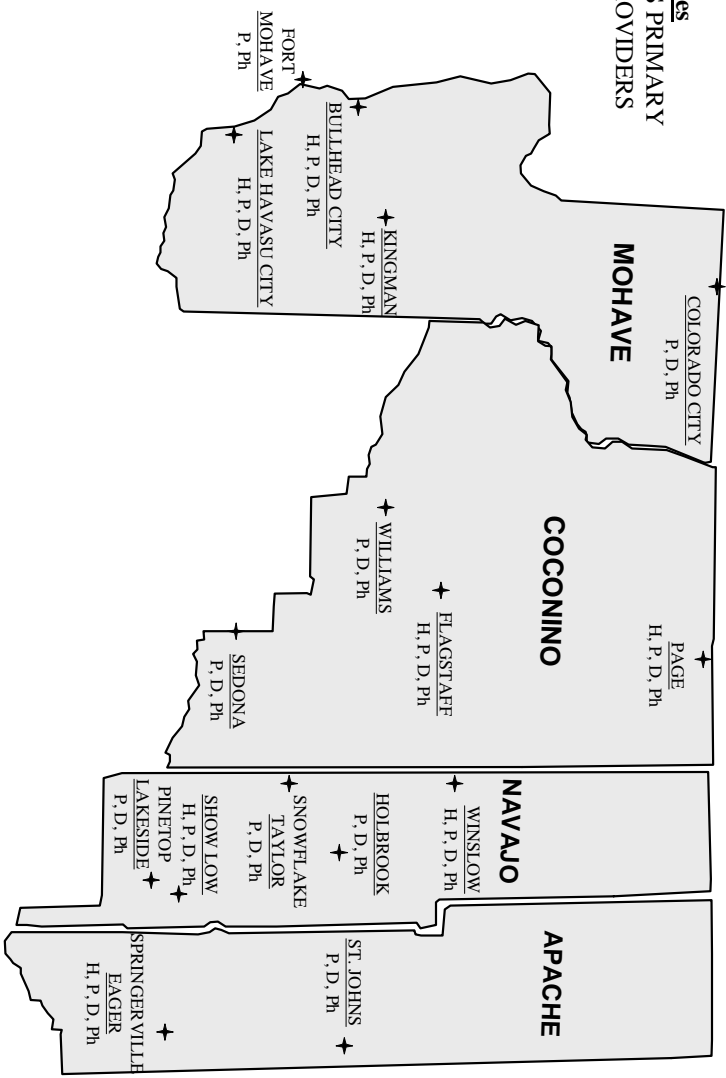 es
S PRIMARY
ROVIDERS
COLORADO CITY
P, D, Ph
MOHAVE
KINGMAN
H, P, D, Ph
BULLHEAD CITY
H, P, D, Ph
FORT
MOHAVE
P, Ph
LAKE HAVASU CITY
H, P, D, Ph
PAGE
H, P, D, Ph
COCONINO
FLAGSTAFF
H, P, D, Ph
WILLIAMS
P, D, Ph
SEDONA
P, D, Ph
NAVAJO
WINSLOW
H, P, D, Ph
HOLBROOK
P, D, Ph
SNOWFLAKE
TAYLOR
P, D, Ph
SHOW LOW
H, P, D, Ph
PINETOP
LAKESIDE
P, D, Ph
APACHE
ST. JOHNS
P, D, Ph
SPRINGERVILLE
EAGER
H, P, D, Ph